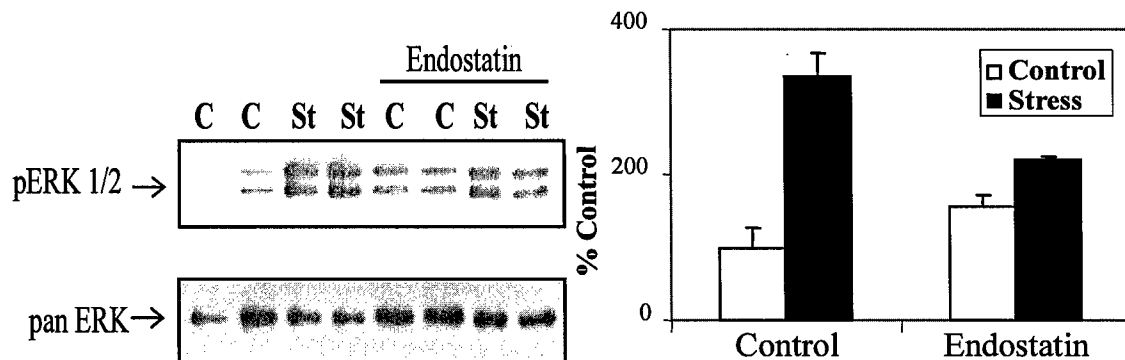 Endostatin
C C St St C C St St
pERK 1/2
pan ERK
% Control
400
200
0
Control
Stress
Control Endostatin